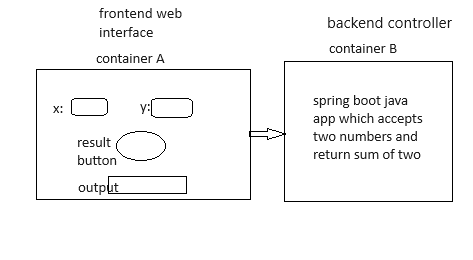 frontend web
interface
container A
x:
y:
result
button
output
backend controller
container B
spring boot java
app which accepts
two numbers and
return sum of two